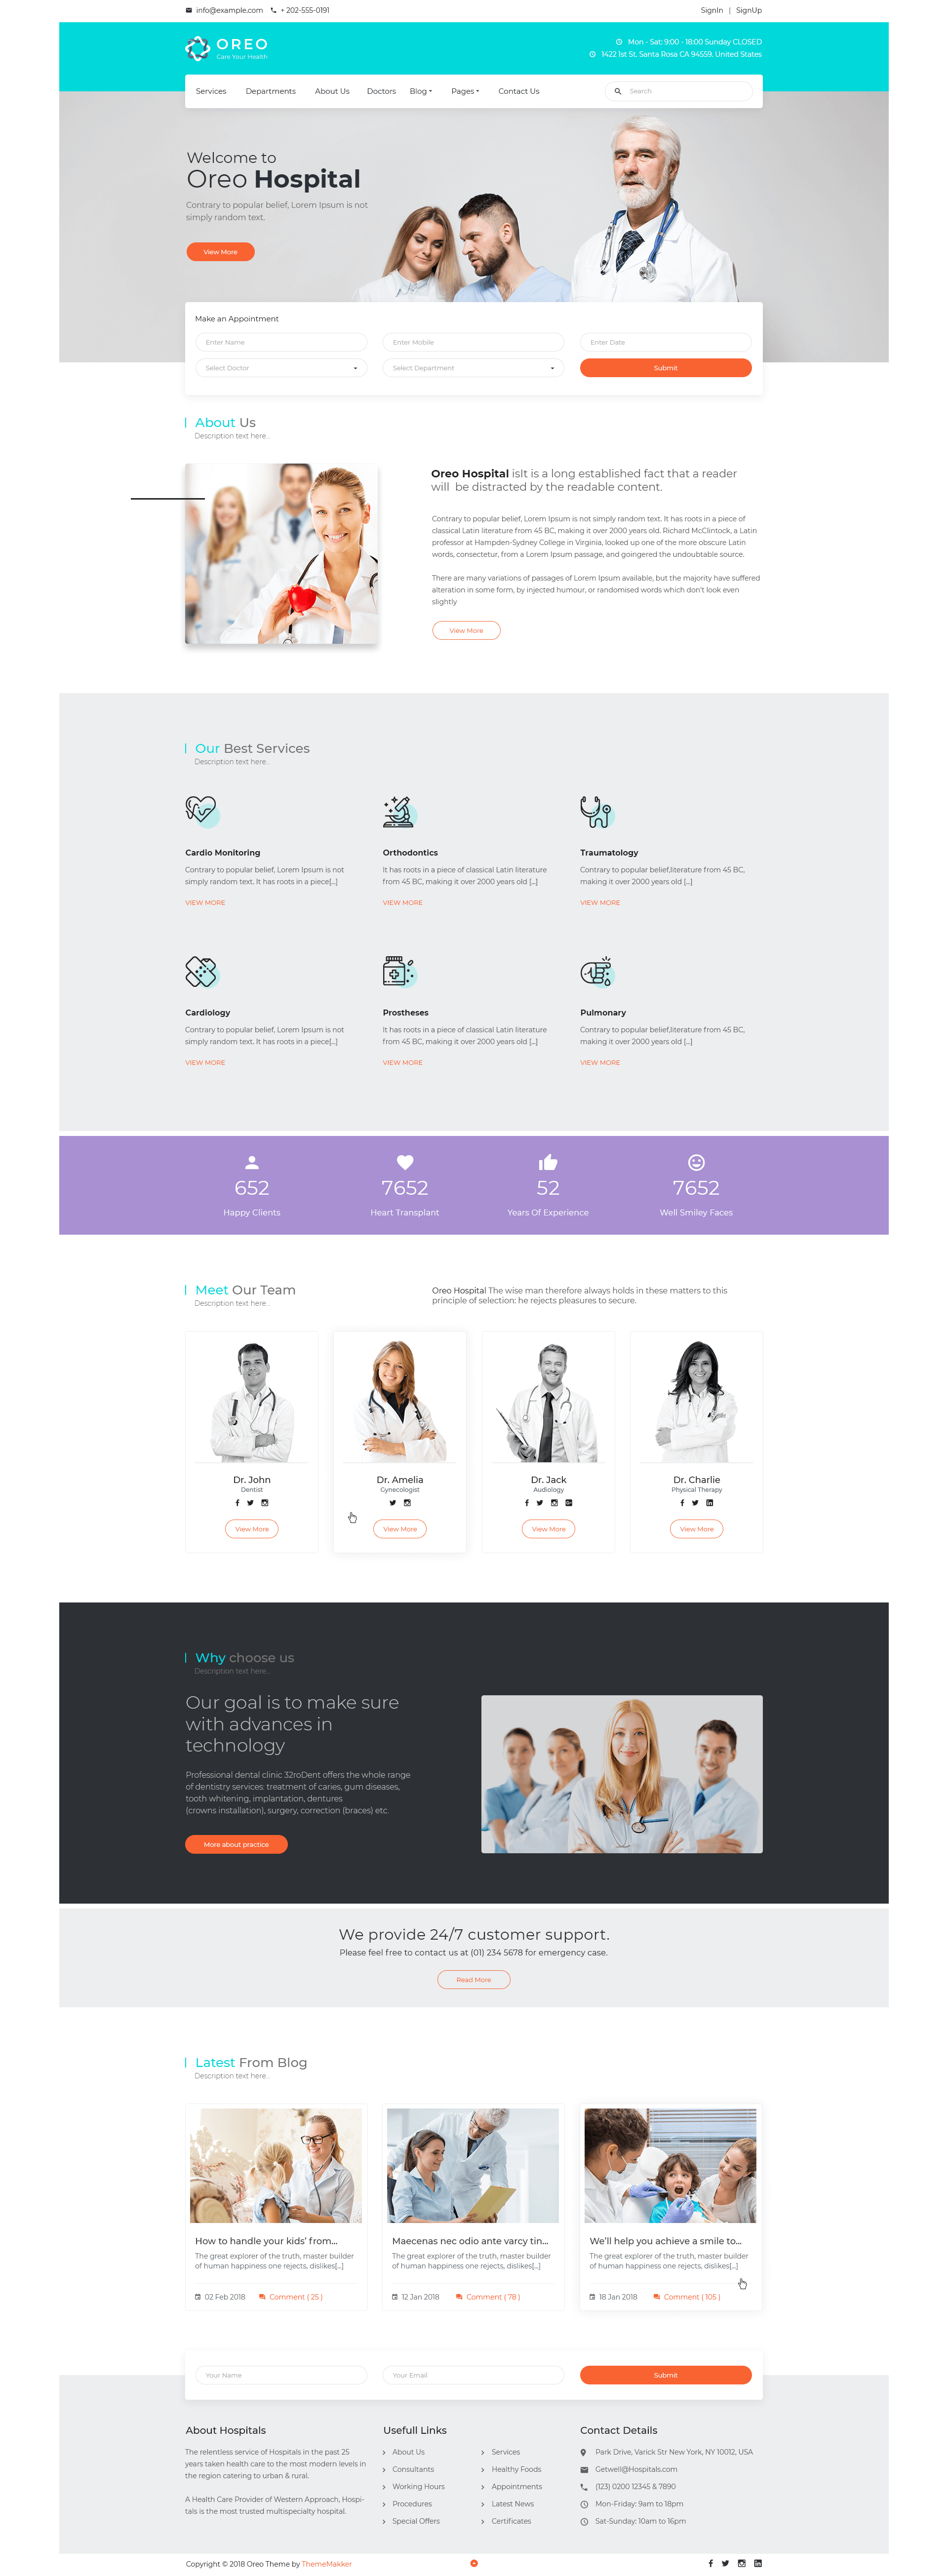 info@example.com + 202-555-0191
SignIn | SignUp
OREO
Care Your Health
Mon - Sat: 9:00 - 18:00 Sunday CLOSED
1422 1st St. Santa Rosa CA 94559. United States
Services Departments About Us Doctors Blog Pages Contact Us Search
Welcome to
Oreo Hospital
Contrary to popular belief, Lorem Ipsum is not
simply random text.
View More
Make an Appointment
Enter Name Enter Mobile Enter Date
Select Doctor Select Department Submit
About Us
Description text here...
Oreo Hospital isIt is a long established fact that a reader
will be distracted by the readable content.
Contrary to popular belief, Lorem Ipsum is not simply random text. It has roots in a piece of
classical Latin literature from 45 BC, making it over 2000 years old. Richard McClintock, a Latin
professor at Hampden-Sydney College in Virginia, looked up one of the more obscure Latin
words, consectetur, from a Lorem Ipsum passage, and goingered the undoubtable source.
There are many variations of passages of Lorem Ipsum available, but the majority have suffered
alteration in some form, by injected humour, or randomised words which don't look even
slightly
View More
Our Best Services
Description text here...
Cardio Monitoring
Contrary to popular belief, Lorem Ipsum is not
simply random text. It has roots in a piece[...]
VIEW MORE
Orthodontics
It has roots in a piece of classical Latin literature
from 45 BC, making it over 2000 years old [...]
VIEW MORE
Traumatology
Contrary to popular belief,literature from 45 BC,
making it over 2000 years old [...]
VIEW MORE
Cardiology
Contrary to popular belief, Lorem Ipsum is not
simply random text. It has roots in a piece[...]
VIEW MORE
Prostheses
It has roots in a piece of classical Latin literature
from 45 BC, making it over 2000 years old [...]
VIEW MORE
Pulmonary
Contrary to popular belief,literature from 45 BC,
making it over 2000 years old [...]
VIEW MORE
652 7652 52 7652
Happy Clients Heart Transplant Years Of Experience Well Smiley Faces
Meet Our Team
Description text here...
Oreo Hospital The wise man therefore always holds in these matters to this
principle of selection: he rejects pleasures to secure.
Dr. John
Dentist
View More
Dr. Amelia
Gynecologist
View More
Dr. Jack
Audiology
View More
Dr. Charlie
Physical Therapy
View More
Why choose us
Description text here...
Our goal is to make sure
with advances in
technology
Professional dental clinic 32roDent offers the whole range
of dentistry services: treatment of caries, gum diseases,
tooth whitening, implantation, dentures
(crowns installation), surgery, correction (braces) etc.
More about practice
We provide 24/7 customer support.
Please feel free to contact us at (01) 234 5678 for emergency case.
Read More
Latest From Blog
Description text here...
How to handle your kids' from...
The great explorer of the truth, master builder
of human happiness one rejects, dislikes[...]
02 Feb 2018 Comment ( 25 )
Maecenas nec odio ante varcy tin...
The great explorer of the truth, master builder
of human happiness one rejects, dislikes[...]
12 Jan 2018 Comment ( 78 )
We'll help you achieve a smile to...
The great explorer of the truth, master builder
of human happiness one rejects, dislikes[...]
18 Jan 2018 Comment ( 105 )
Your Name Your Email Submit
About Hospitals
The relentless service of Hospitals in the past 25
years taken health care to the most modern levels in
the region catering to urban & rural.
A Health Care Provider of Western Approach, Hospi-
tals is the most trusted multispecialty hospital.
Usefull Links
About Us Services
Consultants Healthy Foods
Working Hours Appointments
Procedures Latest News
Special Offers Certificates
Contact Details
Park Drive, Varick Str New York, NY 10012, USA
Getwell@Hospitals.com
(123) 0200 12345 & 7890
Mon-Friday: 9am to 18pm
Sat-Sunday: 10am to 16pm
Copyright © 2018 Oreo Theme by ThemeMakker